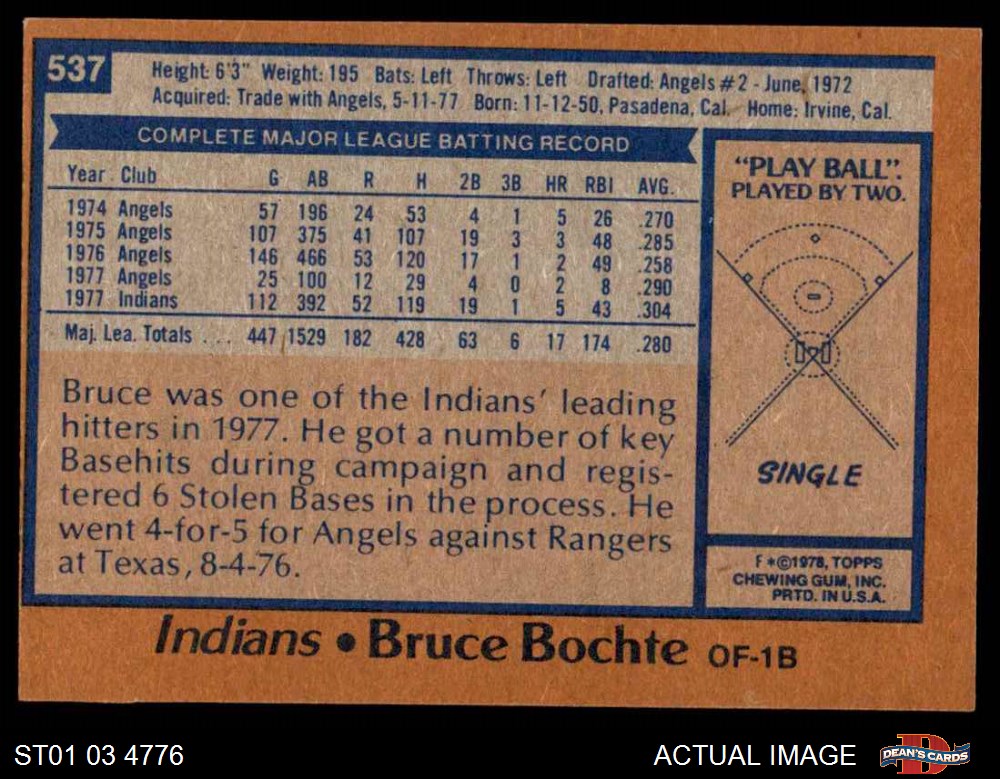 537
Height: 6'3" Weight: 195 Bats: Left Throws: Left Drafted: Angels #2 - June, 1972
Acquired: Trade with Angels, 5-11-77 Born: 11-12-50, Pasadena, Cal. Home: Irvine, Cal.
COMPLETE MAJOR LEAGUE BATTING RECORD
Year Club G AB R H 2B 3B HR RBI AVG.
1974 Angels 57 196 24 53 4 1 5 26 .270
1975 Angels 107 375 41 107 19 3 3 48 .285
1976 Angels 146 466 53 120 17 1 2 49 .258
1977 Angels 25 100 12 29 4 0 2 8 .290
1977 Indians 112 392 52 119 19 1 5 43 .304
Maj. Lea. Totals .... 447 1529 182 428 63 6 17 174 .280
Bruce was one of the Indians' leading
hitters in 1977. He got a number of key
Basehits during campaign and regis-
tered 6 Stolen Bases in the process. He
went 4-for-5 for Angels against Rangers
at Texas, 8-4-76.
"PLAY BALL".
PLAYED BY TWO.
SINGLE
F *©1978, TOPPS
CHEWING GUM, INC.
PRTD. IN U.S.A.
Indians • Bruce Bochte OF-1B
ST01 03 4776
ACTUAL IMAGE
D
DEAN'S CARDS